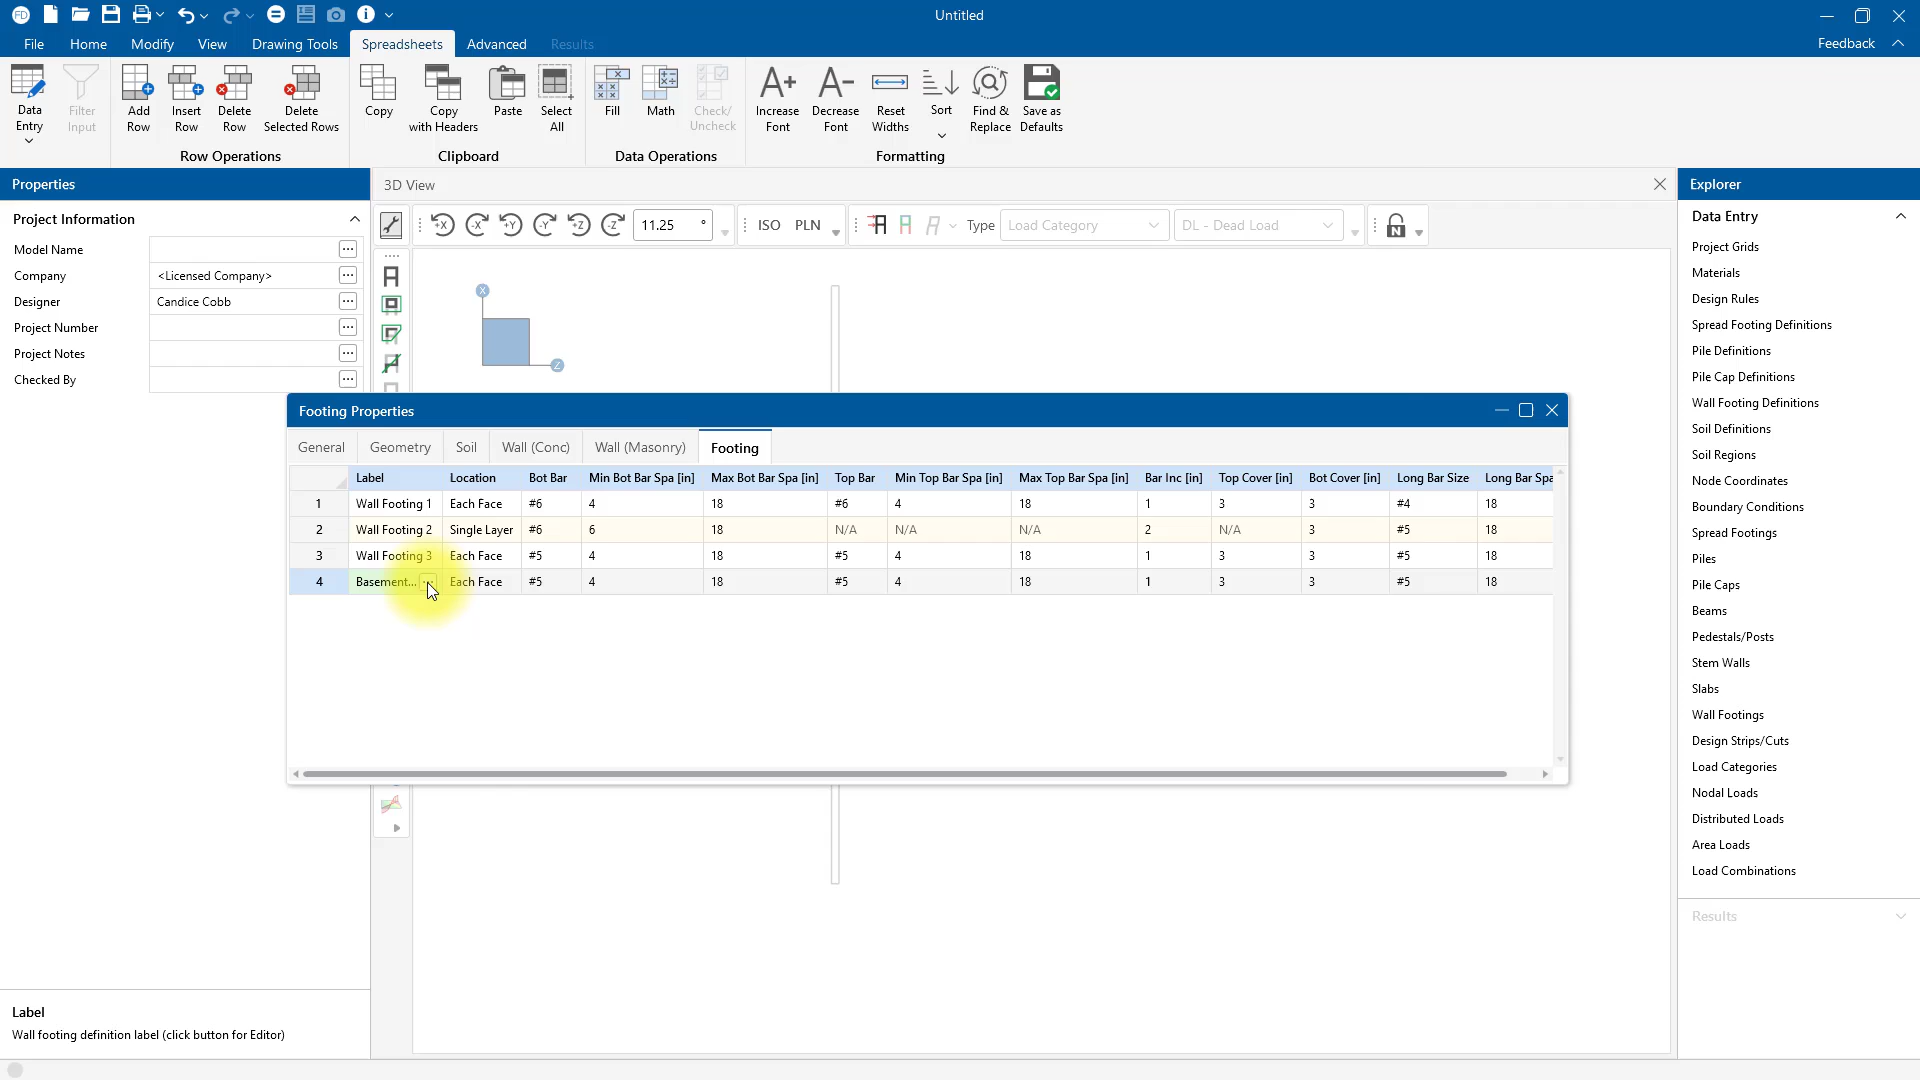 FD
Untitled
File Home Modify View Drawing Tools Spreadsheets Advanced Results
Feedback
Data Entry
Filter Input
Add Row
Insert Row
Delete Row
Delete Selected Rows
Row Operations
Copy
Copy with Headers
Paste
Select All
Clipboard
Fill
Math
Check/ Uncheck
Data Operations
Increase Font
Decrease Font
Reset Widths
Sort
Find & Replace
Save as Defaults
Formatting
Properties
Project Information
Model Name
Company <Licensed Company>
Designer Candice Cobb
Project Number
Project Notes
Checked By
3D View
+X -X +Y -Y +Z -Z 11.25 ° ISO PLN Type Load Category DL - Dead Load N
X
Z
Footing Properties
General Geometry Soil Wall (Conc) Wall (Masonry) Footing
Label Location Bot Bar Min Bot Bar Spa [in] Max Bot Bar Spa [in] Top Bar Min Top Bar Spa [in] Max Top Bar Spa [in] Bar Inc [in] Top Cover [in] Bot Cover [in] Long Bar Size Long Bar Spa
1 Wall Footing 1 Each Face #6 4 18 #6 4 18 1 3 3 #4 18
2 Wall Footing 2 Single Layer #6 6 18 N/A N/A N/A 2 N/A 3 #5 18
3 Wall Footing 3 Each Face #5 4 18 #5 4 18 1 3 3 #5 18
4 Basement... Each Face #5 4 18 #5 4 18 1 3 3 #5 18
Explorer
Data Entry
Project Grids
Materials
Design Rules
Spread Footing Definitions
Pile Definitions
Pile Cap Definitions
Wall Footing Definitions
Soil Definitions
Soil Regions
Node Coordinates
Boundary Conditions
Spread Footings
Piles
Pile Caps
Beams
Pedestals/Posts
Stem Walls
Slabs
Wall Footings
Design Strips/Cuts
Load Categories
Nodal Loads
Distributed Loads
Area Loads
Load Combinations
Results
Label
Wall footing definition label (click button for Editor)